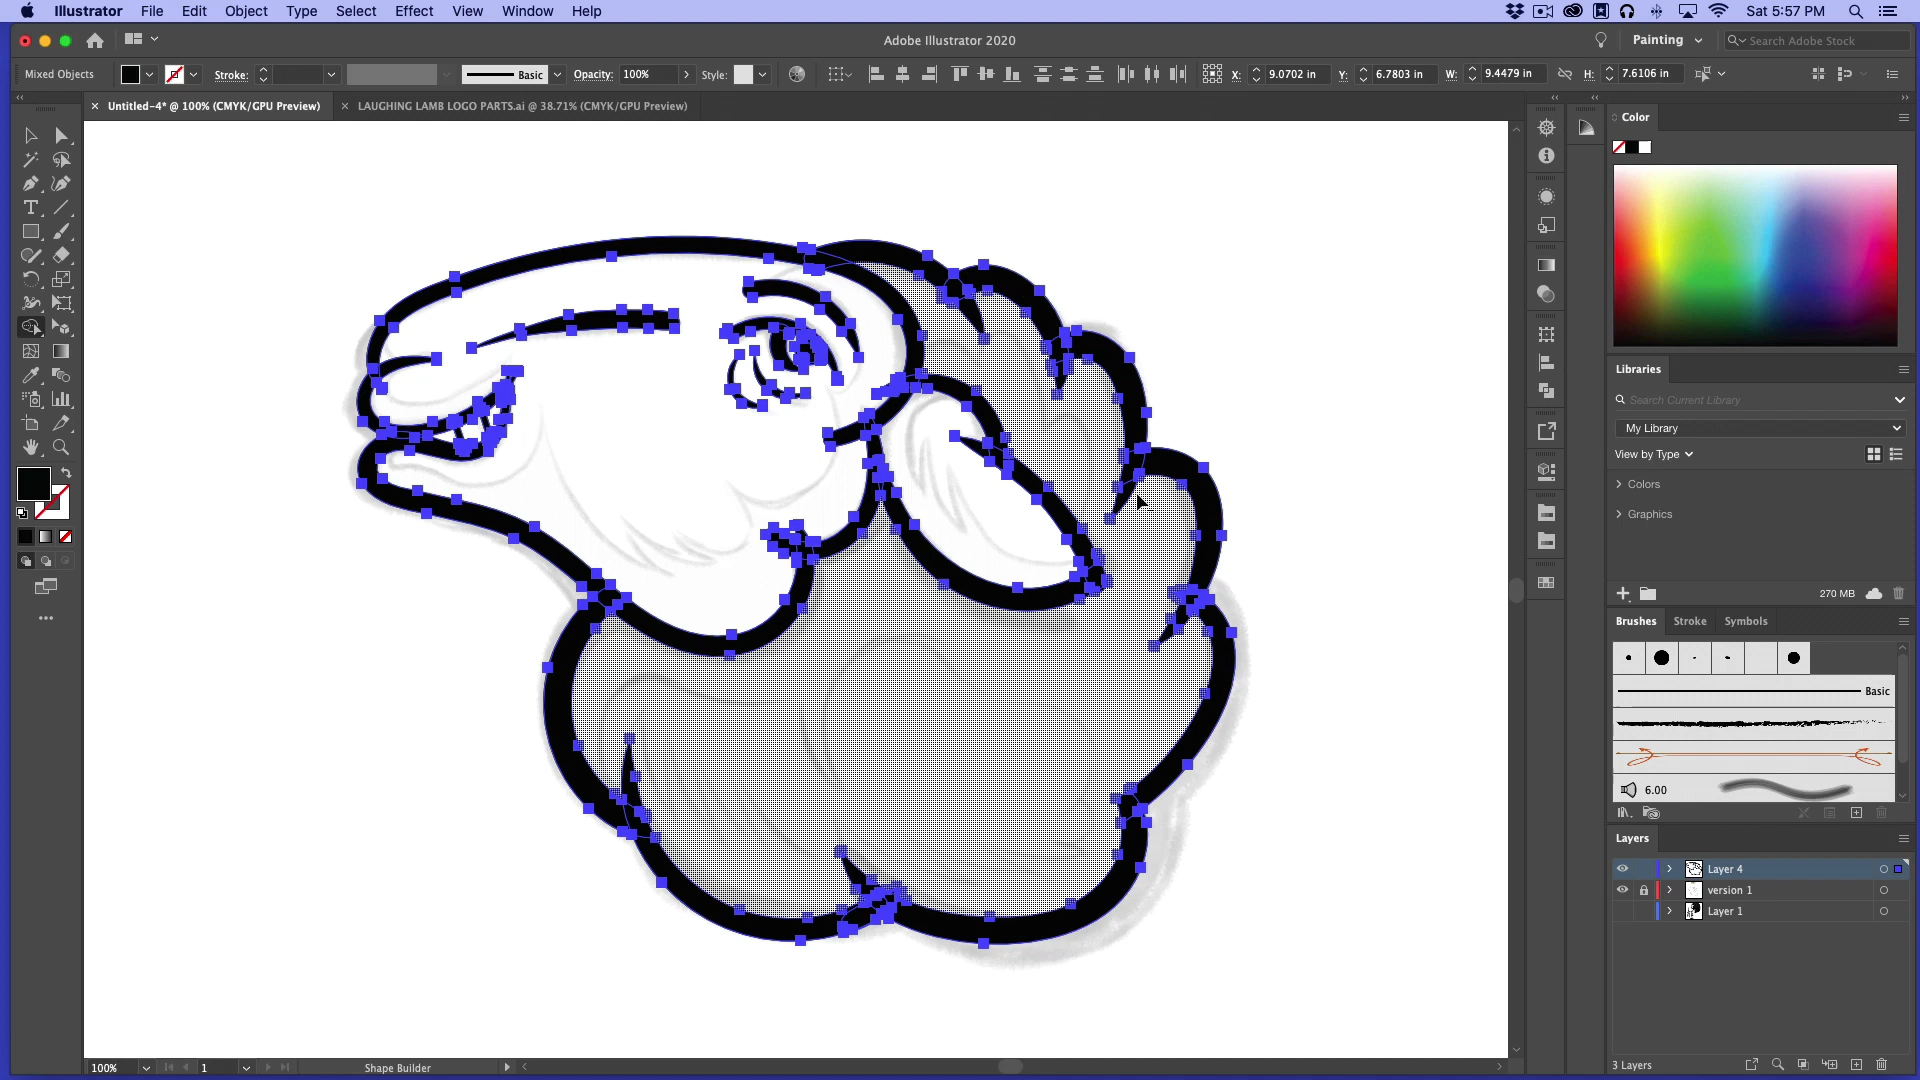 Illustrator File Edit Object Type Select Effect View Window Help
Sat 5:57 PM
Adobe Illustrator 2020
Painting
Search Adobe Stock
Mixed Objects
Stroke:
Basic
Opacity: 100%
Style:
X: 9.0702 in
Y: 6.7803 in
W: 9.4479 in
H: 7.6106 in
Untitled-4* @ 100% (CMYK/GPU Preview)
LAUGHING LAMB LOGO PARTS.ai @ 38.71% (CMYK/GPU Preview)
Color
Libraries
Search Current Library
My Library
View by Type
Colors
Graphics
270 MB
Brushes Stroke Symbols
Basic
6.00
Layers
Layer 4
version 1
Layer 1
3 Layers
100%
1
Shape Builder